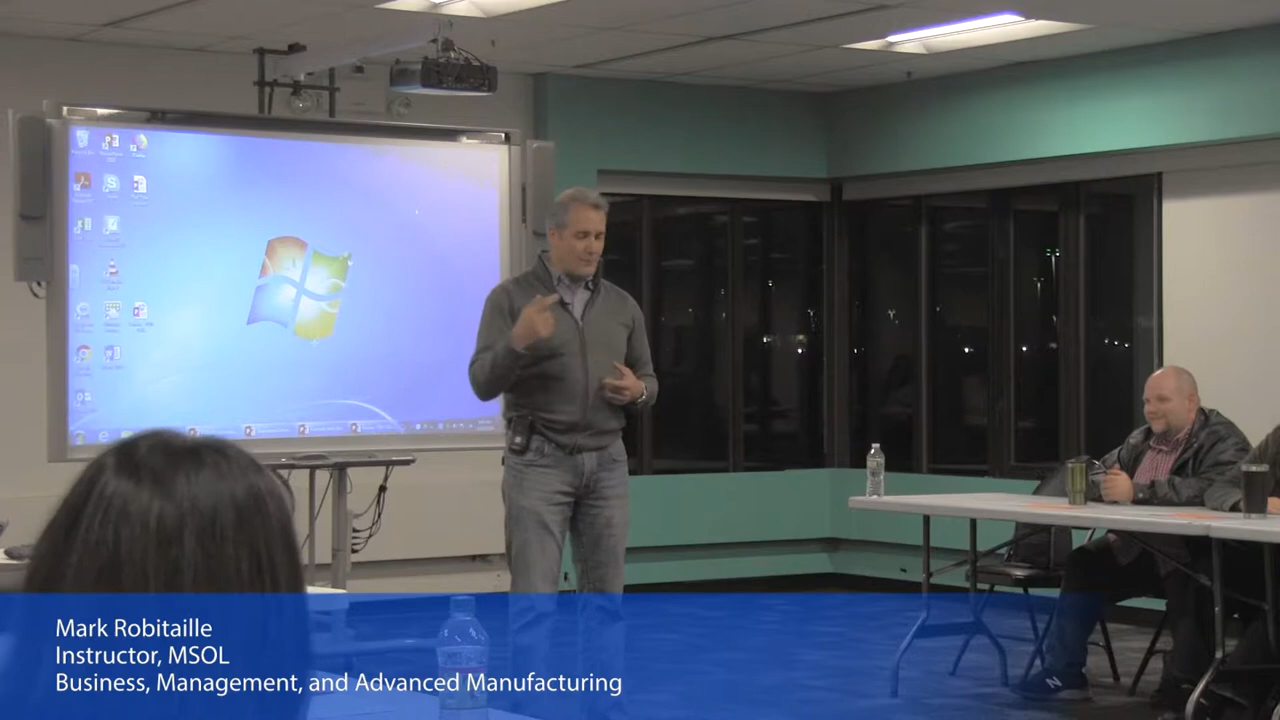 Mark Robitaille
Instructor, MSOL
Business, Management, and Advanced Manufacturing